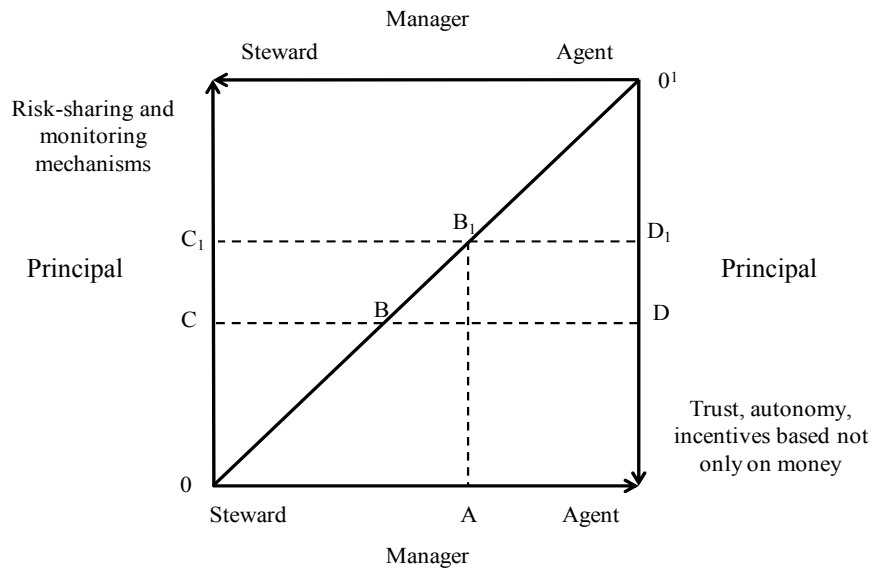 Manager
Steward Agent
0¹
Risk-sharing and
monitoring
mechanisms
B₁
C₁ D₁
Principal Principal
C B D
Trust, autonomy,
incentives based not
only on money
0
Steward A Agent
Manager